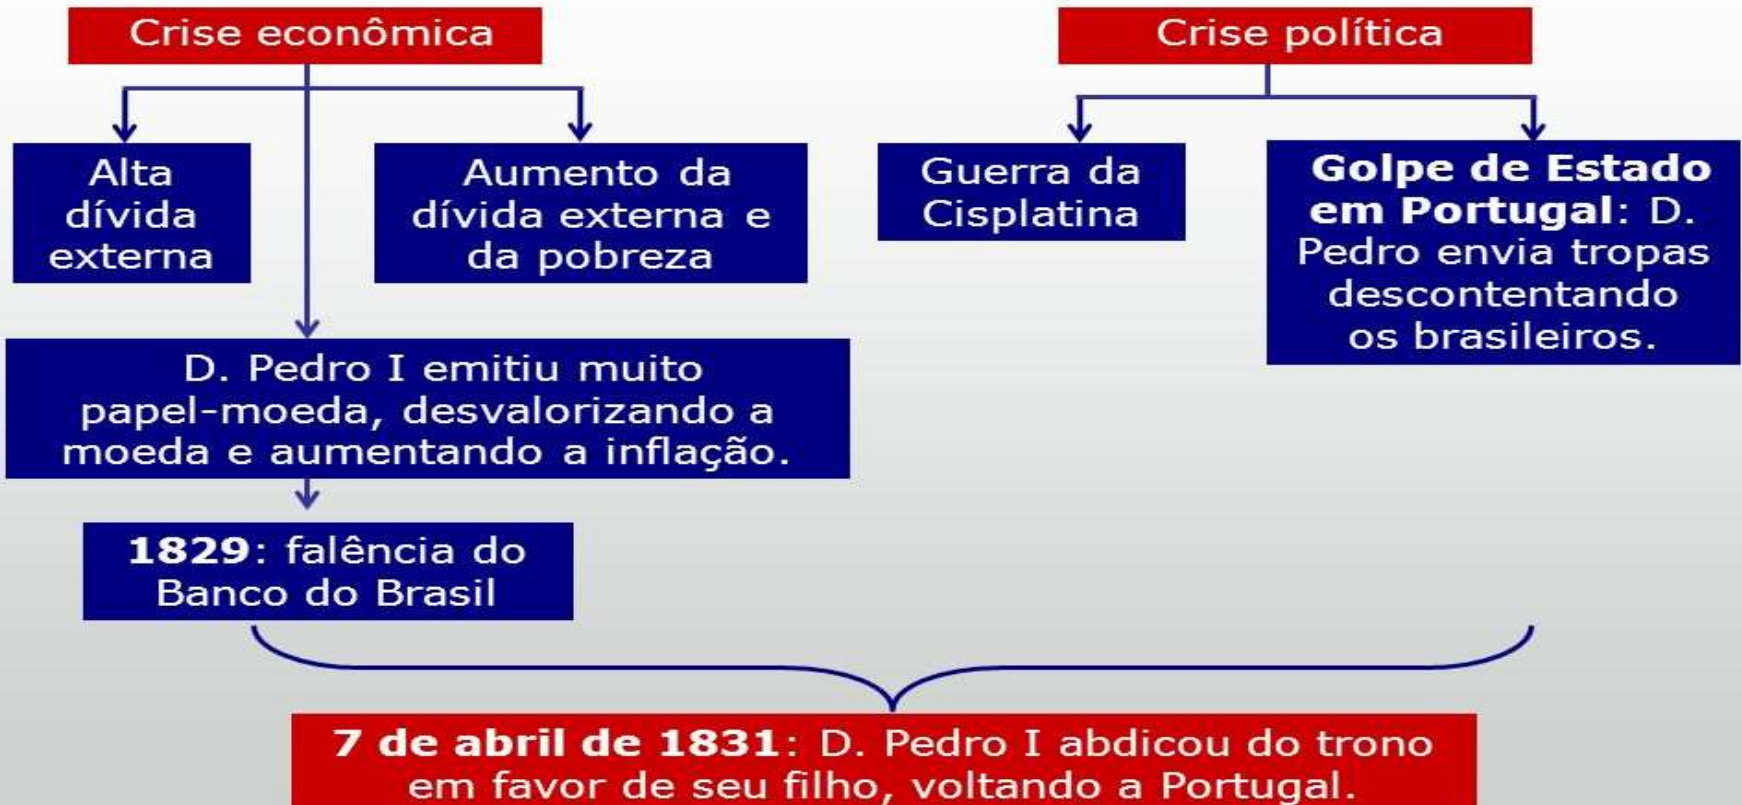 Crise econômica
Alta
dívida
externa
Aumento da
dívida externa e
da pobreza
D. Pedro I emitiu muito
papel-moeda, desvalorizando a
moeda e aumentando a inflação.
1829: falência do
Banco do Brasil
Crise política
Guerra da
Cisplatina
Golpe de Estado
em Portugal: D.
Pedro envia tropas
descontentando
os brasileiros.
7 de abril de 1831: D. Pedro I abdicou do trono
em favor de seu filho, voltando a Portugal.